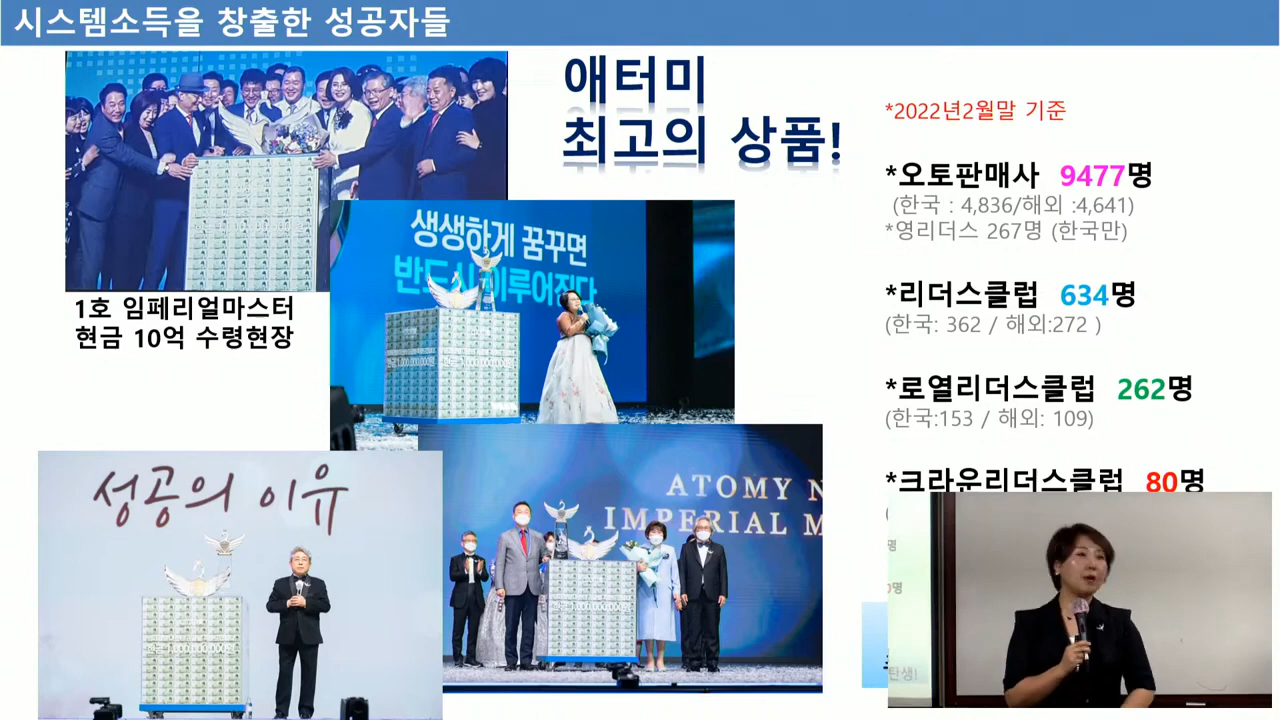 시스템소득을 창출한 성공자들
애터미
최고의 상품!
*2022년2월말 기준
*오토판매사 9477명
(한국 : 4,836/해외 :4,641)
*영리더스 267명 (한국만)
*리더스클럽 634명
(한국: 362 / 해외:272 )
*로열리더스클럽 262명
(한국:153 / 해외: 109)
*크라운리더스클럽 80명
1호 임페리얼마스터
현금 10억 수령현장
생생하게 꿈꾸면
반드시 이루어진다
성공의 이유
ATOMY N
IMPERIAL M
명
0명
탄생!